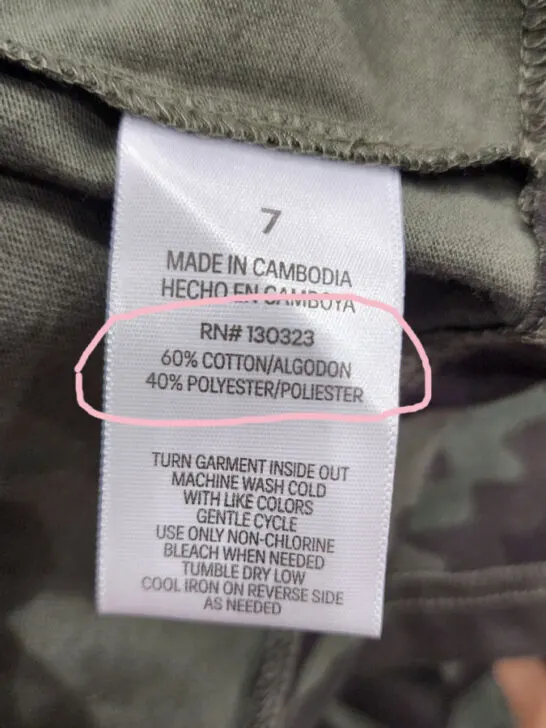 7
MADE IN CAMBODIA
HECHO EN CAMBOYA
RN# 130323
60% COTTON/ALGODON
40% POLYESTER/POLIESTER
TURN GARMENT INSIDE OUT
MACHINE WASH COLD
WITH LIKE COLORS
GENTLE CYCLE
USE ONLY NON-CHLORINE
BLEACH WHEN NEEDED
TUMBLE DRY LOW
COOL IRON ON REVERSE SIDE
AS NEEDED